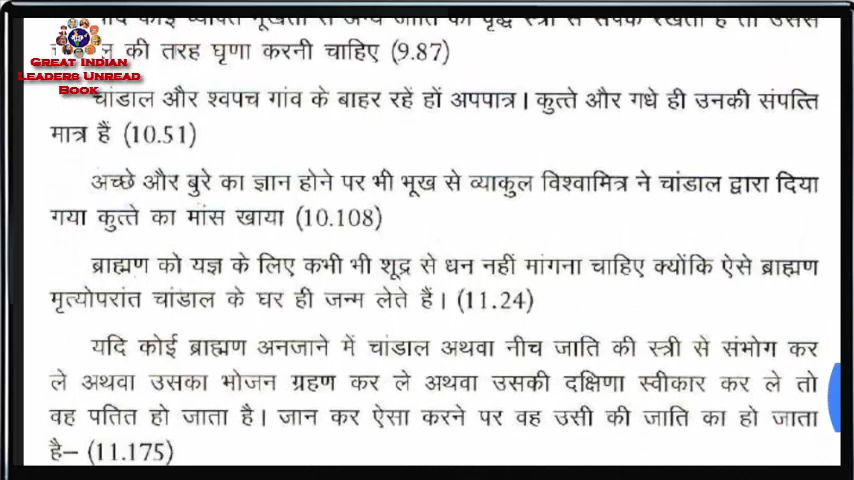 की तरह घृणा करनी चाहिए (9.87)
GREAT INDIAN
LEADERS UNREAD
BOOK
चांडाल और श्वपच गांव के बाहर रहें हों अपपात्र। कुत्ते और गधे ही उनकी संपत्ति
मात्र हैं (10.51)
अच्छे और बुरे का ज्ञान होने पर भी भूख से व्याकुल विश्वामित्र ने चांडाल द्वारा दिया
गया कुत्ते का मांस खाया (10.108)
ब्राह्मण को यज्ञ के लिए कभी भी शूद्र से धन नहीं मांगना चाहिए क्योंकि ऐसे ब्राह्मण
मृत्योपरांत चांडाल के घर ही जन्म लेते हैं। (11.24)
यदि कोई ब्राह्मण अनजाने में चांडाल अथवा नीच जाति की स्त्री से संभोग कर
ले अथवा उसका भोजन ग्रहण कर ले अथवा उसकी दक्षिणा स्वीकार कर ले तो
वह पतित हो जाता है। जान कर ऐसा करने पर वह उसी की जाति का हो जाता
है– (11.175)